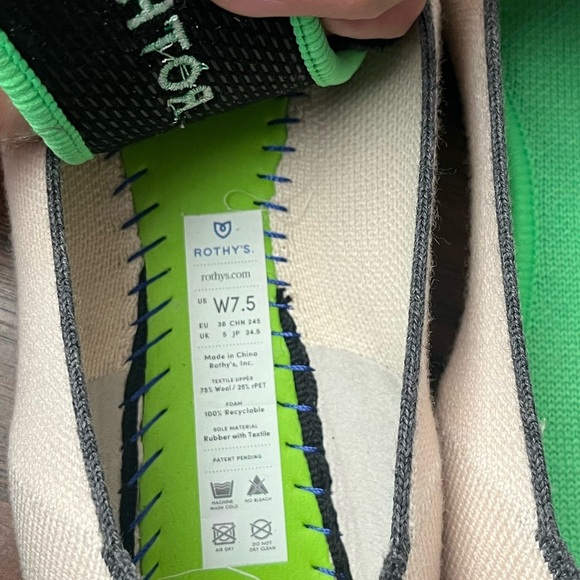 ROTHY
ROTHY'S.
rothys.com
US W7.5
EU 38 CHN 245
UK 5 JP 24.5
Made in China
Rothy's, Inc.
TEXTILE UPPER
75% Wool / 25% rPET
FOAM
100% Recyclable
SOLE MATERIAL
Rubber with Textile
PATENT PENDING
MACHINE WASH COLD
NO BLEACH
AIR DRY
DO NOT DRY CLEAN